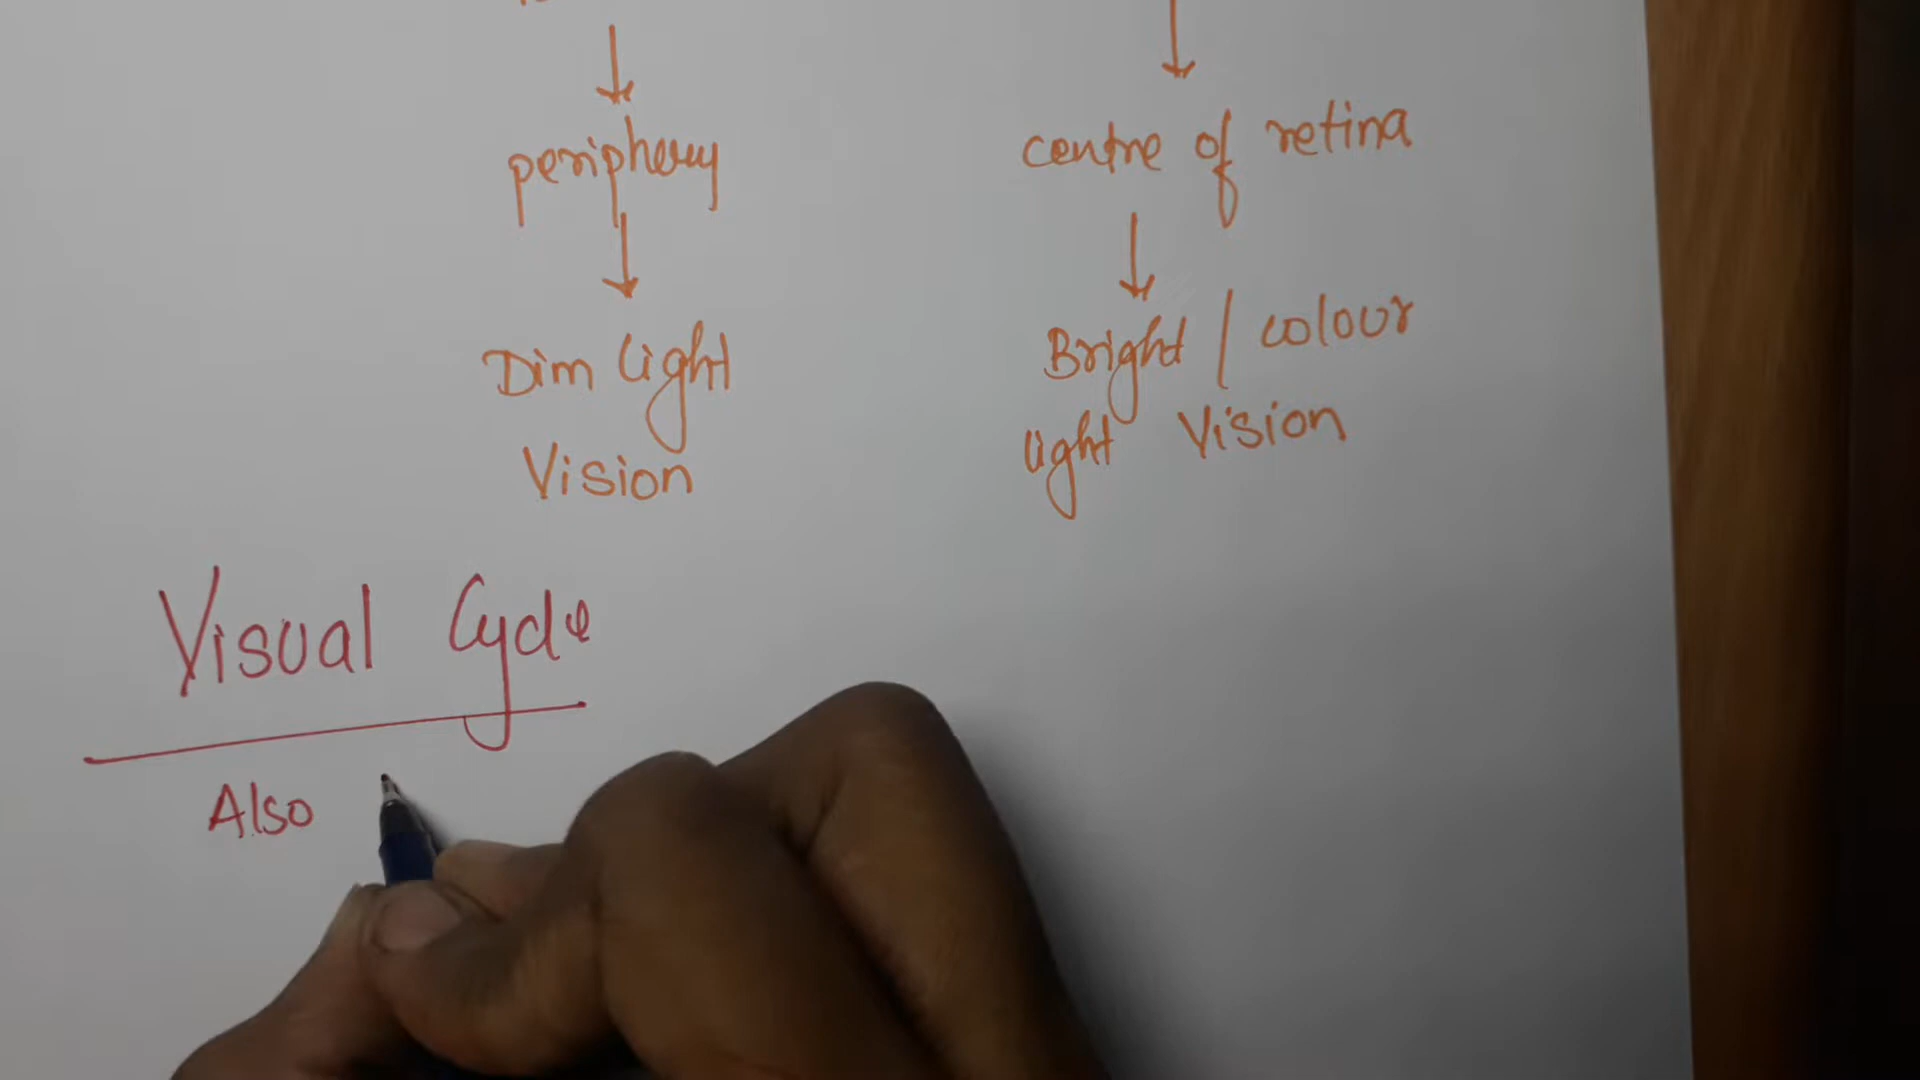 periphery
centre of retina
Dim light
Vision
Bright / colour
light Vision
Visual Cycle
Also